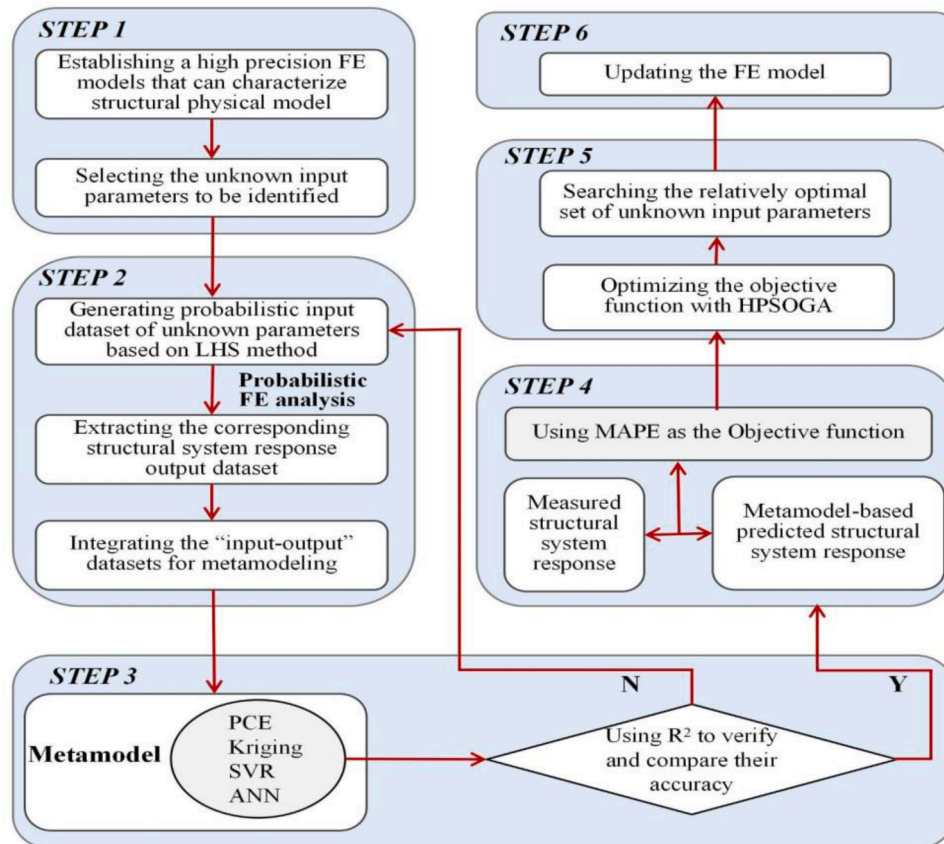 STEP 1
Establishing a high precision FE
models that can characterize
structural physical model
Selecting the unknown input
parameters to be identified
STEP 2
Generating probabilistic input
dataset of unknown parameters
based on LHS method
Probabilistic
FE analysis
Extracting the corresponding
structural system response
output dataset
Integrating the “input-output”
datasets for metamodeling
STEP 3
Metamodel
PCE
Kriging
SVR
ANN
Using R² to verify
and compare their
accuracy
N
Y
STEP 4
Using MAPE as the Objective function
Measured
structural
system
response
Metamodel-based
predicted structural
system response
STEP 5
Searching the relatively optimal
set of unknown input parameters
Optimizing the objective
function with HPSOGA
STEP 6
Updating the FE model